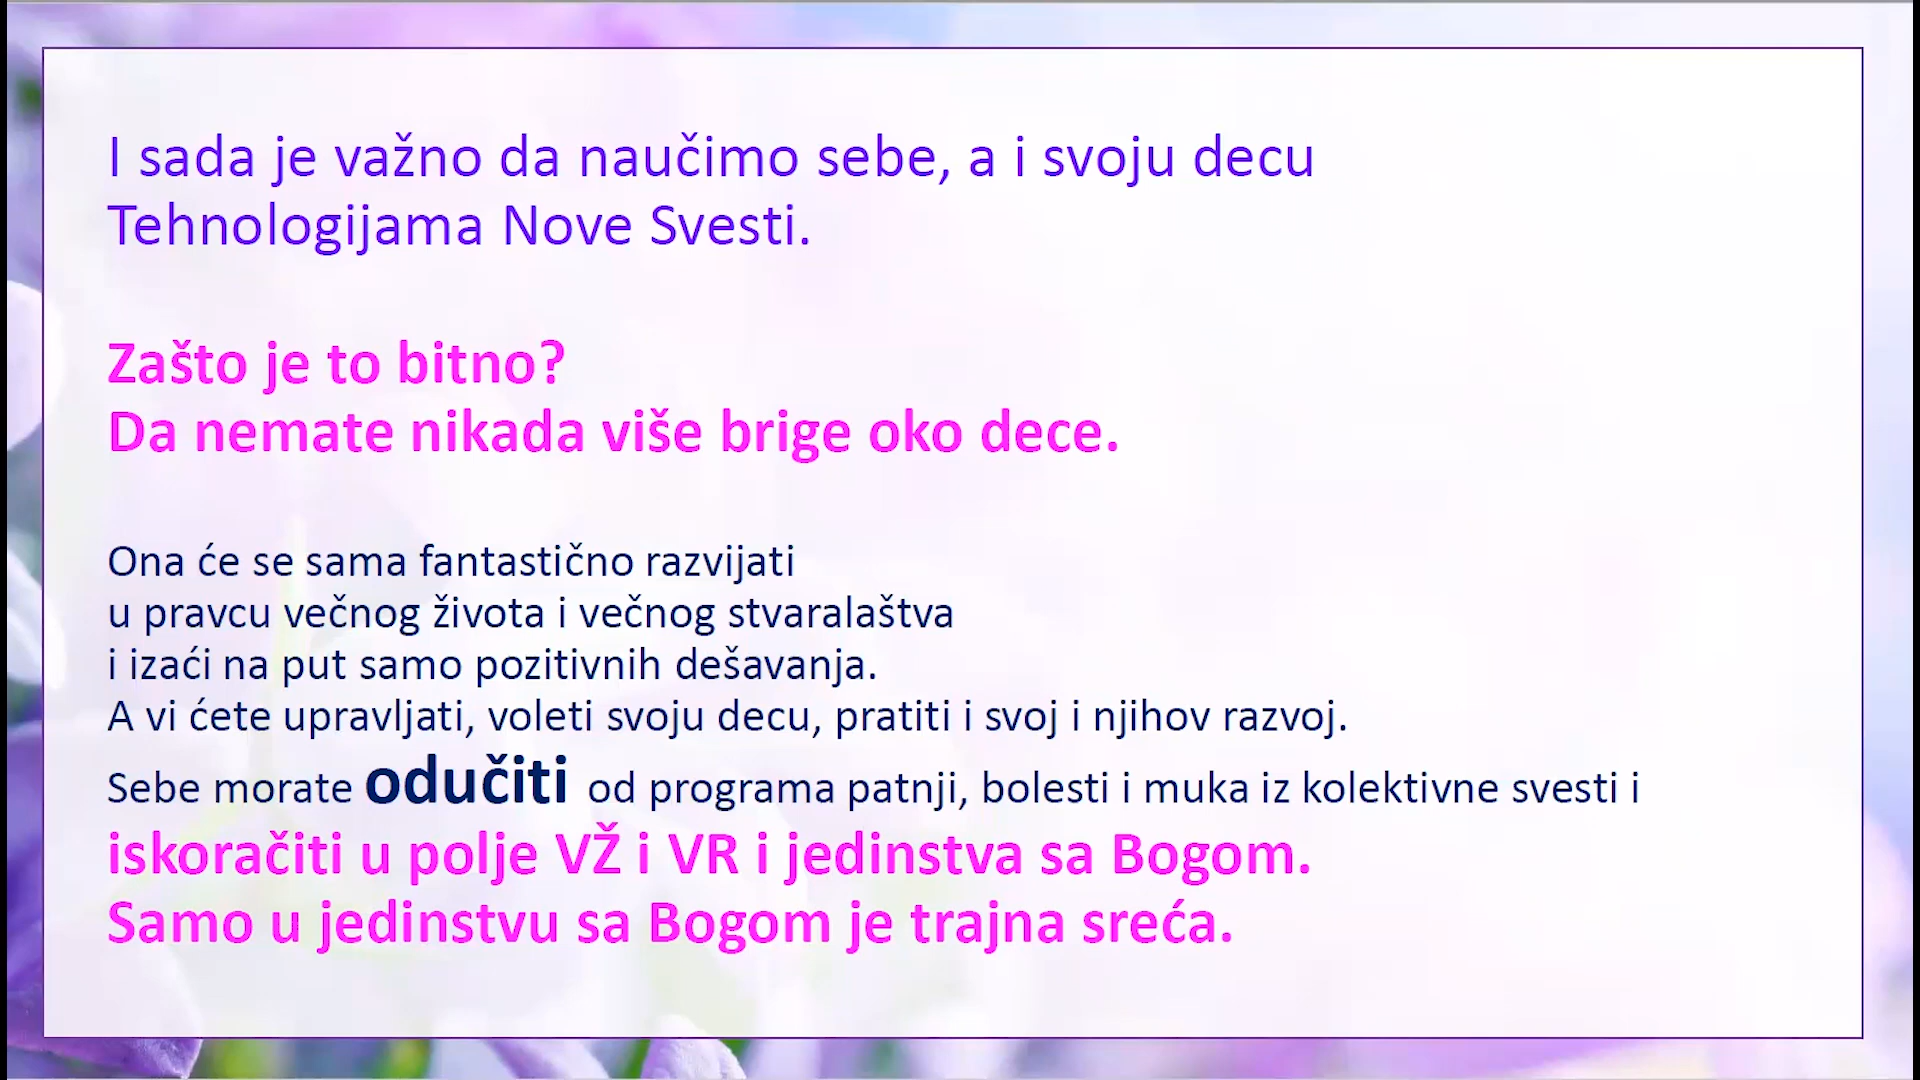 I sada je važno da naučimo sebe, a i svoju decu
Tehnologijama Nove Svesti.
Zašto je to bitno?
Da nemate nikada više brige oko dece.
Ona će se sama fantastično razvijati
u pravcu večnog života i večnog stvaralaštva
i izaći na put samo pozitivnih dešavanja.
A vi ćete upravljati, voleti svoju decu, pratiti i svoj i njihov razvoj.
Sebe morate odučiti od programa patnji, bolesti i muka iz kolektivne svesti i
iskoračiti u polje VŽ i VR i jedinstva sa Bogom.
Samo u jedinstvu sa Bogom je trajna sreća.